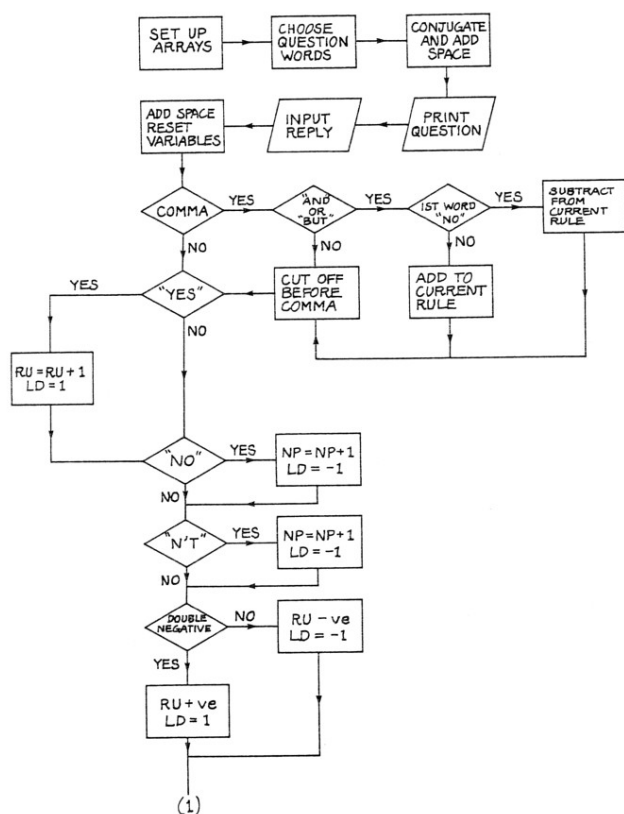 SET UP
ARRAYS
CHOOSE
QUESTION
WORDS
CONJUGATE
AND ADD
SPACE
ADD SPACE
RESET
VARIABLES
INPUT
REPLY
PRINT
QUESTION
COMMA
YES
"AND"
OR
"BUT"
YES
1ST WORD
"NO"
YES
SUBTRACT
FROM
CURRENT
RULE
NO
NO
NO
YES
"YES"
CUT OFF
BEFORE
COMMA
ADD TO
CURRENT
RULE
NO
RU=RU+1
LD=1
"NO"
YES
NP=NP+1
LD=-1
NO
"N'T"
YES
NP=NP+1
LD=-1
NO
DOUBLE
NEGATIVE
NO
RU-ve
LD=-1
YES
RU+ve
LD=1
(1)